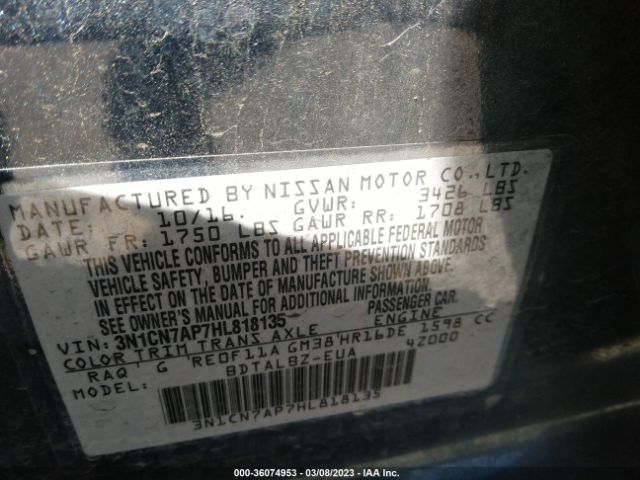 MANUFACTURED BY NISSAN MOTOR CO.,LTD.
DATE: 10/16. GVWR: 3426 LBS
GAWR FR: 1750 LBS GAWR RR: 1708 LBS
THIS VEHICLE CONFORMS TO ALL APPLICABLE FEDERAL MOTOR
VEHICLE SAFETY, BUMPER AND THEFT PREVENTION STANDARDS
IN EFFECT ON THE DATE OF MANUFACTURE SHOWN ABOVE.
SEE OWNER'S MANUAL FOR ADDITIONAL INFORMATION.
VIN: 3N1CN7AP7HL818135 PASSENGER CAR.
COLOR TRIM TRANS AXLE ENGINE
RAQ G RE0F11A GM38 HR16DE 1598 CC
MODEL: BDTALBZ-EUA 4Z000
3N1CN7AP7HL818135
000-36074953 - 03/08/2023 - IAA Inc.